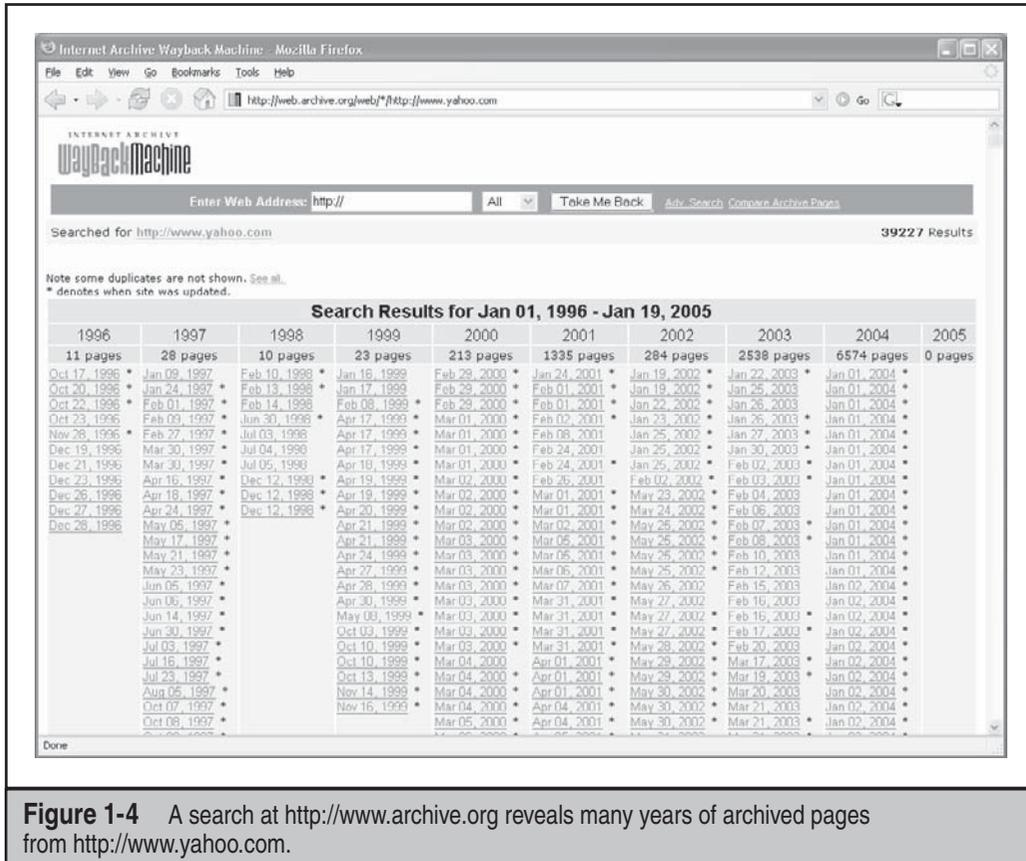 Internet Archive Wayback Machine - Mozilla Firefox
File Edit View Go Bookmarks Tools Help
http://web.archive.org/web/*/http://www.yahoo.com Go
INTERNET ARCHIVE
WayBackMachine
Enter Web Address: http:// All Take Me Back Adv. Search Compare Archive Pages
Searched for http://www.yahoo.com 39227 Results
Note some duplicates are not shown. See all.
* denotes when site was updated.
Search Results for Jan 01, 1996 - Jan 19, 2005
1996 1997 1998 1999 2000 2001 2002 2003 2004 2005
11 pages 28 pages 10 pages 23 pages 213 pages 1335 pages 284 pages 2538 pages 6574 pages 0 pages
Oct 17, 1996 * Jan 09, 1997 Feb 10, 1998 * Jan 16, 1999 Feb 29, 2000 * Jan 24, 2001 * Jan 19, 2002 * Jan 22, 2003 * Jan 01, 2004 *
Oct 20, 1996 * Jan 24, 1997 * Feb 13, 1998 * Jan 17, 1999 Feb 29, 2000 * Feb 01, 2001 * Jan 19, 2002 * Jan 25, 2003 Jan 01, 2004 *
Oct 22, 1996 * Feb 01, 1997 * Feb 14, 1998 Feb 08, 1999 * Feb 29, 2000 * Feb 01, 2001 * Jan 22, 2002 * Jan 26, 2003 Jan 01, 2004 *
Oct 23, 1996 Feb 09, 1997 * Jun 30, 1998 * Apr 17, 1999 * Mar 01, 2000 * Feb 02, 2001 * Jan 23, 2002 * Jan 26, 2003 * Jan 01, 2004 *
Nov 28, 1996 * Feb 27, 1997 * Jul 03, 1998 Apr 17, 1999 * Mar 01, 2000 * Feb 08, 2001 Jan 25, 2002 * Jan 27, 2003 * Jan 01, 2004 *
Dec 19, 1996 Mar 30, 1997 * Jul 04, 1998 Apr 17, 1999 * Mar 01, 2000 * Feb 24, 2001 Jan 25, 2002 * Jan 30, 2003 * Jan 01, 2004 *
Dec 21, 1996 Mar 30, 1997 * Jul 05, 1998 Apr 18, 1999 * Mar 01, 2000 * Feb 24, 2001 * Jan 25, 2002 * Feb 02, 2003 * Jan 01, 2004 *
Dec 23, 1996 Apr 16, 1997 * Dec 12, 1998 * Apr 19, 1999 * Mar 02, 2000 * Feb 26, 2001 Feb 02, 2002 * Feb 03, 2003 * Jan 01, 2004 *
Dec 26, 1996 Apr 18, 1997 * Dec 12, 1998 * Apr 19, 1999 * Mar 02, 2000 * Mar 01, 2001 * May 23, 2002 * Feb 04, 2003 Jan 01, 2004 *
Dec 27, 1996 Apr 24, 1997 * Dec 12, 1998 * Apr 20, 1999 * Mar 02, 2000 * Mar 01, 2001 * May 24, 2002 * Feb 06, 2003 Jan 01, 2004 *
Dec 28, 1996 May 05, 1997 * Apr 21, 1999 * Mar 02, 2000 * Mar 02, 2001 * May 25, 2002 * Feb 07, 2003 * Jan 01, 2004 *
May 17, 1997 * Apr 21, 1999 * Mar 03, 2000 * Mar 05, 2001 * May 25, 2002 * Feb 08, 2003 * Jan 01, 2004 *
May 21, 1997 * Apr 24, 1999 * Mar 03, 2000 * Mar 05, 2001 * May 25, 2002 * Feb 10, 2003 Jan 01, 2004 *
May 23, 1997 * Apr 27, 1999 * Mar 03, 2000 * Mar 06, 2001 * May 25, 2002 * Feb 12, 2003 Jan 01, 2004 *
Jun 05, 1997 * Apr 28, 1999 * Mar 03, 2000 * Mar 07, 2001 * May 26, 2002 Feb 15, 2003 Jan 02, 2004 *
Jun 06, 1997 * Apr 30, 1999 * Mar 03, 2000 * Mar 31, 2001 * May 27, 2002 Feb 16, 2003 Jan 02, 2004 *
Jun 14, 1997 * May 08, 1999 * Mar 03, 2000 * Mar 31, 2001 * May 27, 2002 * Feb 16, 2003 * Jan 02, 2004 *
Jun 30, 1997 * Oct 03, 1999 * Mar 03, 2000 * Mar 31, 2001 * May 27, 2002 * Feb 17, 2003 * Jan 02, 2004 *
Jul 03, 1997 * Oct 10, 1999 * Mar 03, 2000 * Mar 31, 2001 * May 28, 2002 * Feb 20, 2003 Jan 02, 2004 *
Jul 16, 1997 * Oct 10, 1999 * Mar 04, 2000 Apr 01, 2001 * May 29, 2002 * Mar 17, 2003 * Jan 02, 2004 *
Jul 23, 1997 * Oct 13, 1999 * Mar 04, 2000 * Apr 01, 2001 * May 29, 2002 * Mar 19, 2003 * Jan 02, 2004 *
Aug 05, 1997 * Nov 14, 1999 * Mar 04, 2000 * Apr 01, 2001 * May 30, 2002 * Mar 20, 2003 Jan 02, 2004 *
Oct 07, 1997 * Nov 16, 1999 * Mar 04, 2000 * Apr 04, 2001 * May 30, 2002 * Mar 21, 2003 Jan 02, 2004 *
Oct 08, 1997 * Mar 05, 2000 * Apr 04, 2001 * May 30, 2002 * Mar 21, 2003 * Jan 02, 2004 *
Done
Figure 1-4 A search at http://www.archive.org reveals many years of archived pages
from http://www.yahoo.com.